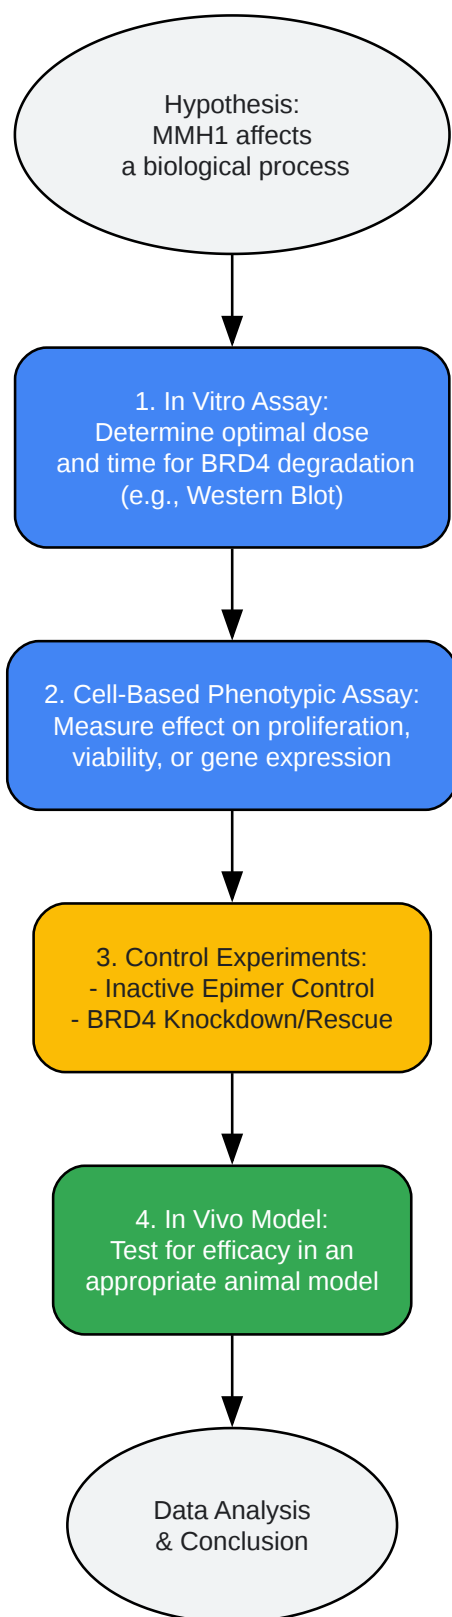 Hypothesis:
MMH1 affects
a biological process
1. In Vitro Assay:
Determine optimal dose
and time for BRD4 degradation
(e.g., Western Blot)
2. Cell-Based Phenotypic Assay:
Measure effect on proliferation,
viability, or gene expression
3. Control Experiments:
- Inactive Epimer Control
- BRD4 Knockdown/Rescue
4. In Vivo Model:
Test for efficacy in an
appropriate animal model
Data Analysis
& Conclusion